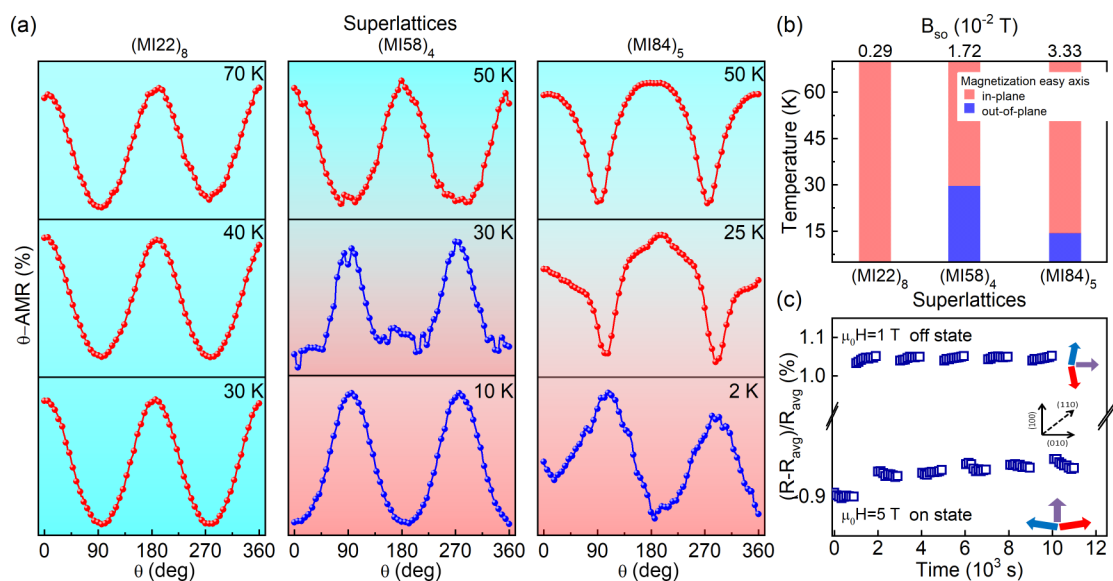 (a)
Superlattices
(MI22)8
(MI58)4
(MI84)5
70 K
50 K
50 K
40 K
30 K
25 K
30 K
10 K
2 K
θ−AMR (%)
0 90 180 270 360
0 90 180 270 360
0 90 180 270 360
θ (deg)
θ (deg)
θ (deg)
(b)
Bso (10-2 T)
0.29 1.72 3.33
Magnetization easy axis
in-plane
out-of-plane
Temperature (K)
60
45
30
15
(MI22)8 (MI58)4 (MI84)5
Superlattices
(c)
μ0H=1 T off state
1.1
1.0
-0.9
(R-Ravg)/Ravg (%)
(100)
(110)
(010)
μ0H=5 T on state
0 2 4 6 8 10 12
Time (103 s)